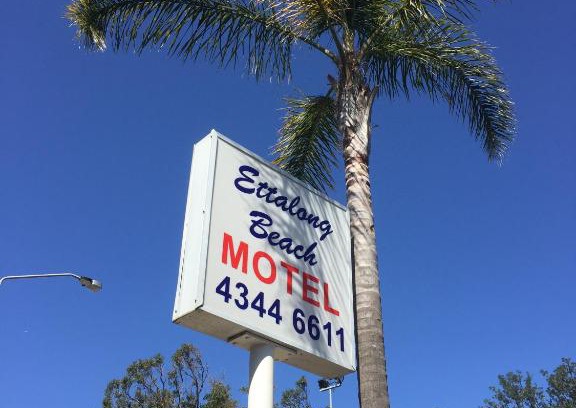 Ettalong
Beach
MOTEL
4344 6611